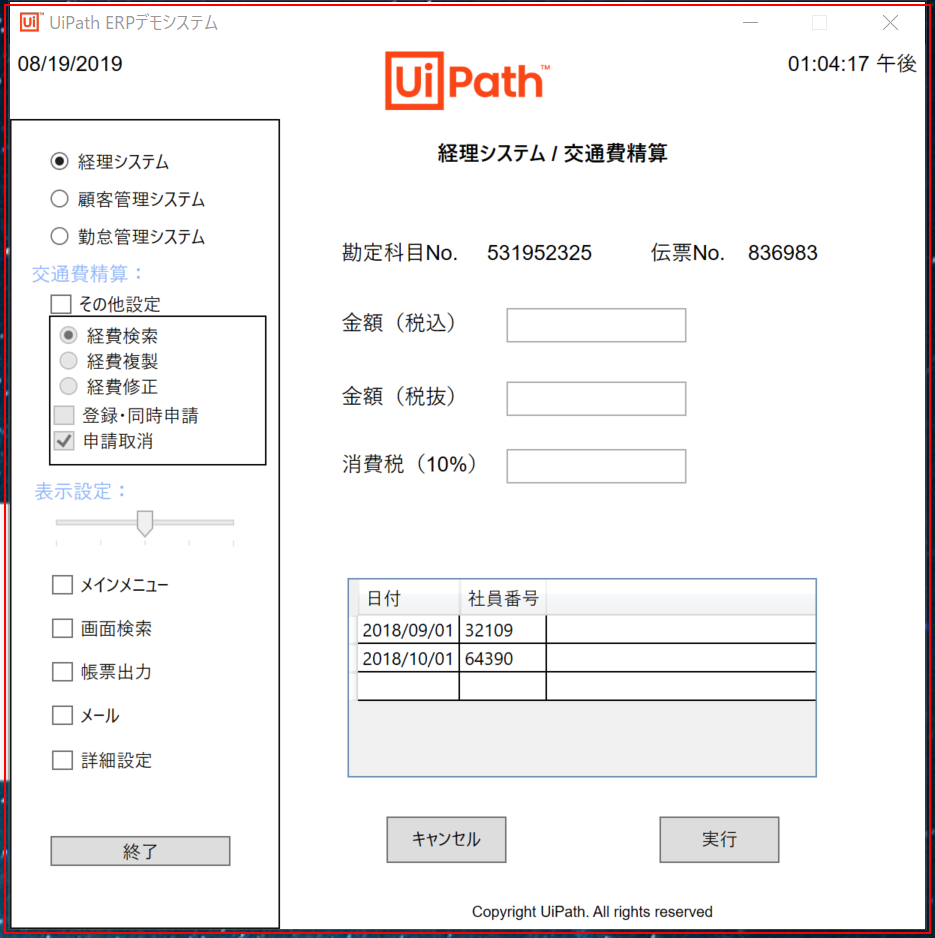 UiPath ERPデモシステム
08/19/2019
UiPath™
01:04:17 午後
経理システム
顧客管理システム
勤怠管理システム
交通費精算：
その他設定
経費検索
経費複製
経費修正
登録・同時申請
申請取消
表示設定：
メインメニュー
画面検索
帳票出力
メール
詳細設定
終了
経理システム / 交通費精算
勘定科目No. 531952325 伝票No. 836983
金額（税込）
金額（税抜）
消費税（10%）
日付 社員番号
2018/09/01 32109
2018/10/01 64390
キャンセル 実行
Copyright UiPath. All rights reserved